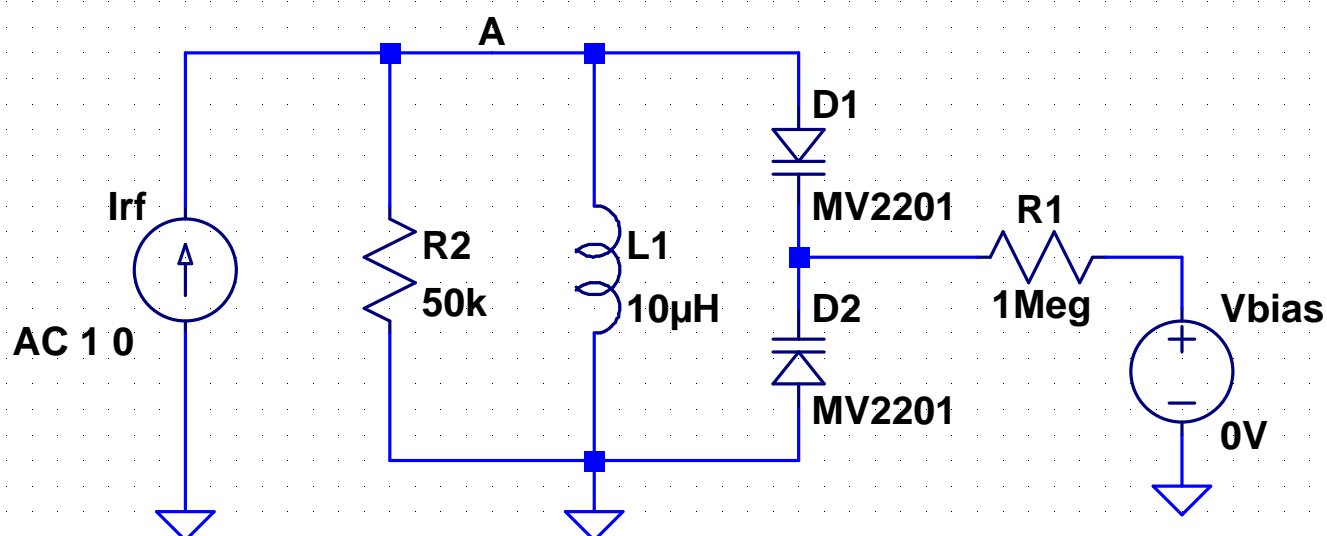 A
D1
Irf
MV2201
R1
R2
L1
50k
10µH
D2
1Meg
Vbias
AC 1 0
MV2201
0V